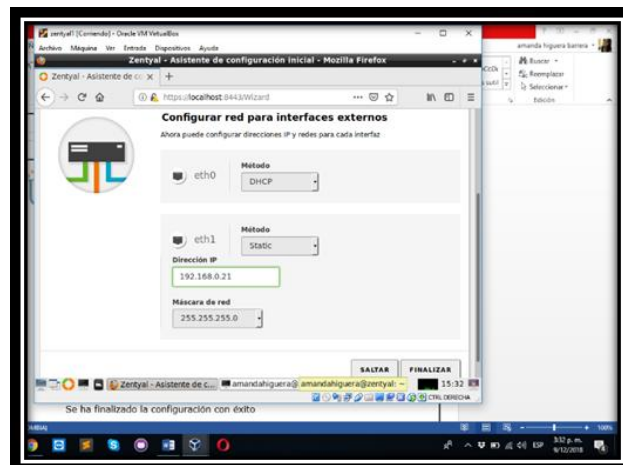 zentyal1 [Corriendo] - Oracle VM VirtualBox
Archivo Máquina Ver Entrada Dispositivos Ayuda
amanda higuera barrera
Zentyal - Asistente de configuración inicial - Mozilla Firefox
Buscar
Zentyal - Asistente de co
Reemplazar
Seleccionar
https://localhost:8443/Wizard
Edición
Configurar red para interfaces externos
Ahora puede configurar direcciones IP y redes para cada interfaz
eth0
Método
DHCP
eth1
Método
Static
Dirección IP
192.168.0.21
Máscara de red
255.255.255.0
SALTAR
FINALIZAR
Zentyal - Asistente de c...
amandahiguera@
amandahiguera@zentyal: ~
15:32
CTRL DERECHA
Se ha finalizado la configuración con éxito
100%
ESP
3:32 p. m.
9/12/2018